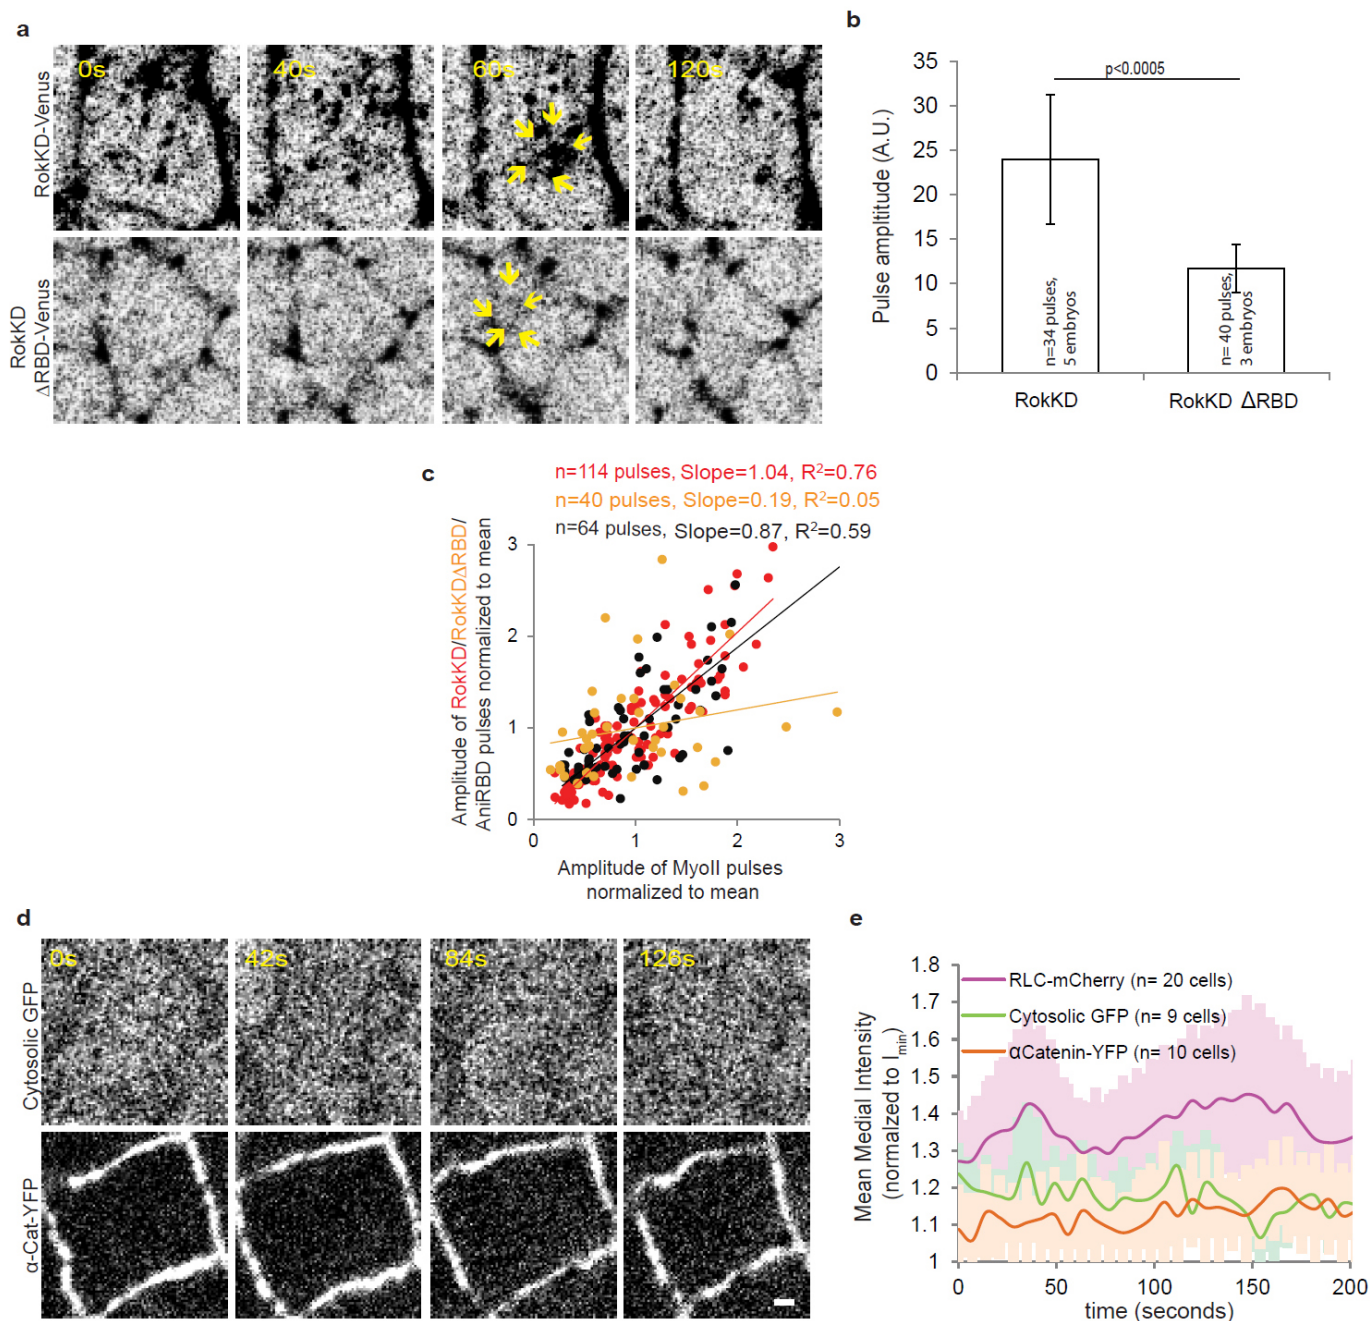 a
0s
40s
60s
120s
RokKD-Venus
RokKD
ΔRBD-Venus
b
35
30
25
20
15
10
5
0
Pulse ampltitude (A.U.)
p<0.0005
n=34 pulses,
5 embryos
n= 40 pulses,
3 embryos
RokKD
RokKD ΔRBD
c
n=114 pulses, Slope=1.04, R²=0.76
n=40 pulses, Slope=0.19, R²=0.05
n=64 pulses, Slope=0.87, R²=0.59
Amplitude of RokKD/RokKDΔRBD/
AniRBD pulses normalized to mean
3
2
1
0
0
1
2
3
Amplitude of MyoII pulses
normalized to mean
d
0s
42s
84s
126s
Cytosolic GFP
α-Cat-YFP
e
1.8
1.7
1.6
1.5
1.4
1.3
1.2
1.1
1
Mean Medial Intensity
(normalzed to Imin)
RLC-mCherry (n= 20 cells)
Cytosolic GFP (n= 9 cells)
αCatenin-YFP (n= 10 cells)
0
50
100
150
200
time (seconds)